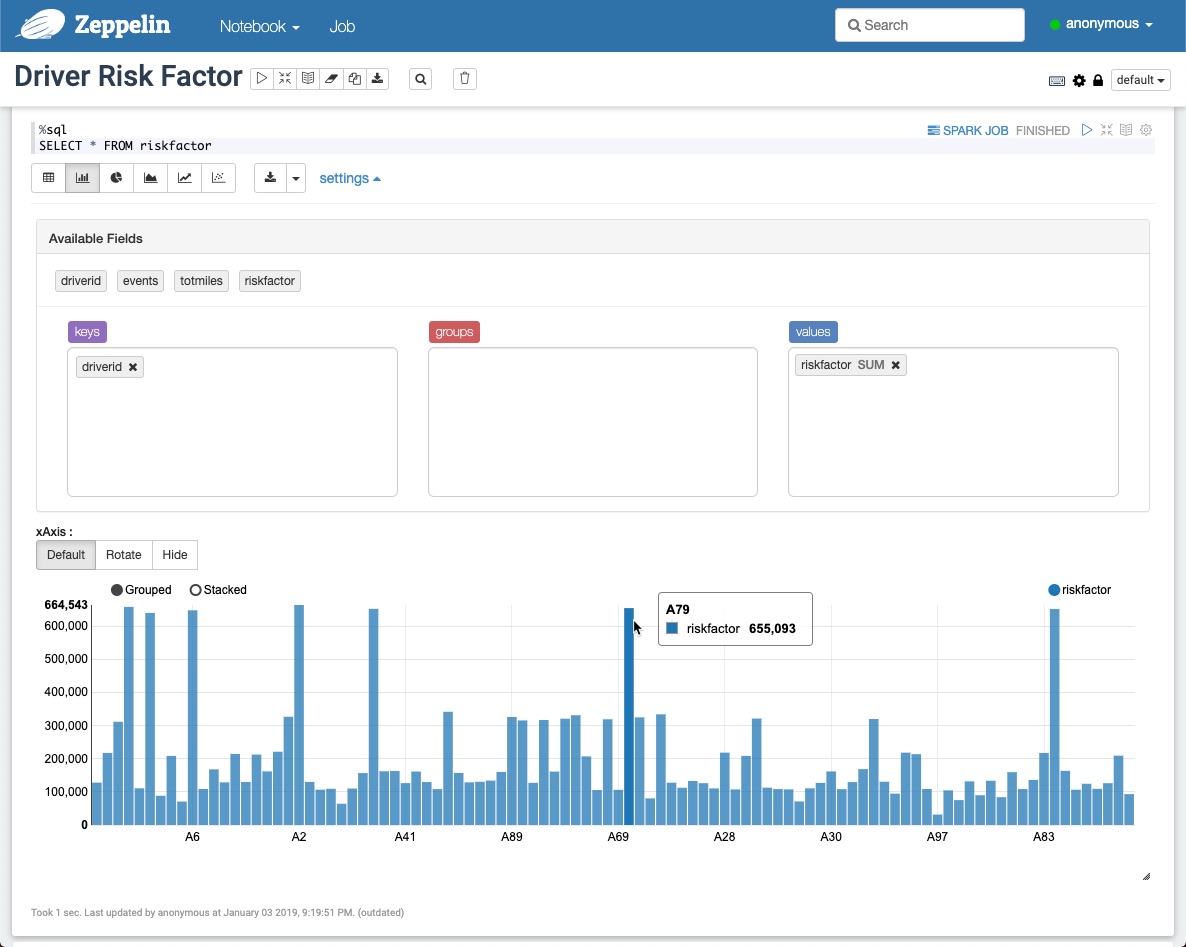 Zeppelin Notebook Job Search anonymous
Driver Risk Factor default
%sql
SPARK JOB FINISHED
SELECT * FROM riskfactor
settings
Available Fields
driverid events totmiles riskfactor
keys groups values
driverid riskfactor SUM
xAxis :
Default Rotate Hide
Grouped Stacked riskfactor
664,543
600,000
500,000
400,000
300,000
200,000
100,000
0
A79
riskfactor 655,093
A6 A2 A41 A89 A69 A28 A30 A97 A83
Took 1 sec. Last updated by anonymous at January 03 2019, 9:19:51 PM. (outdated)